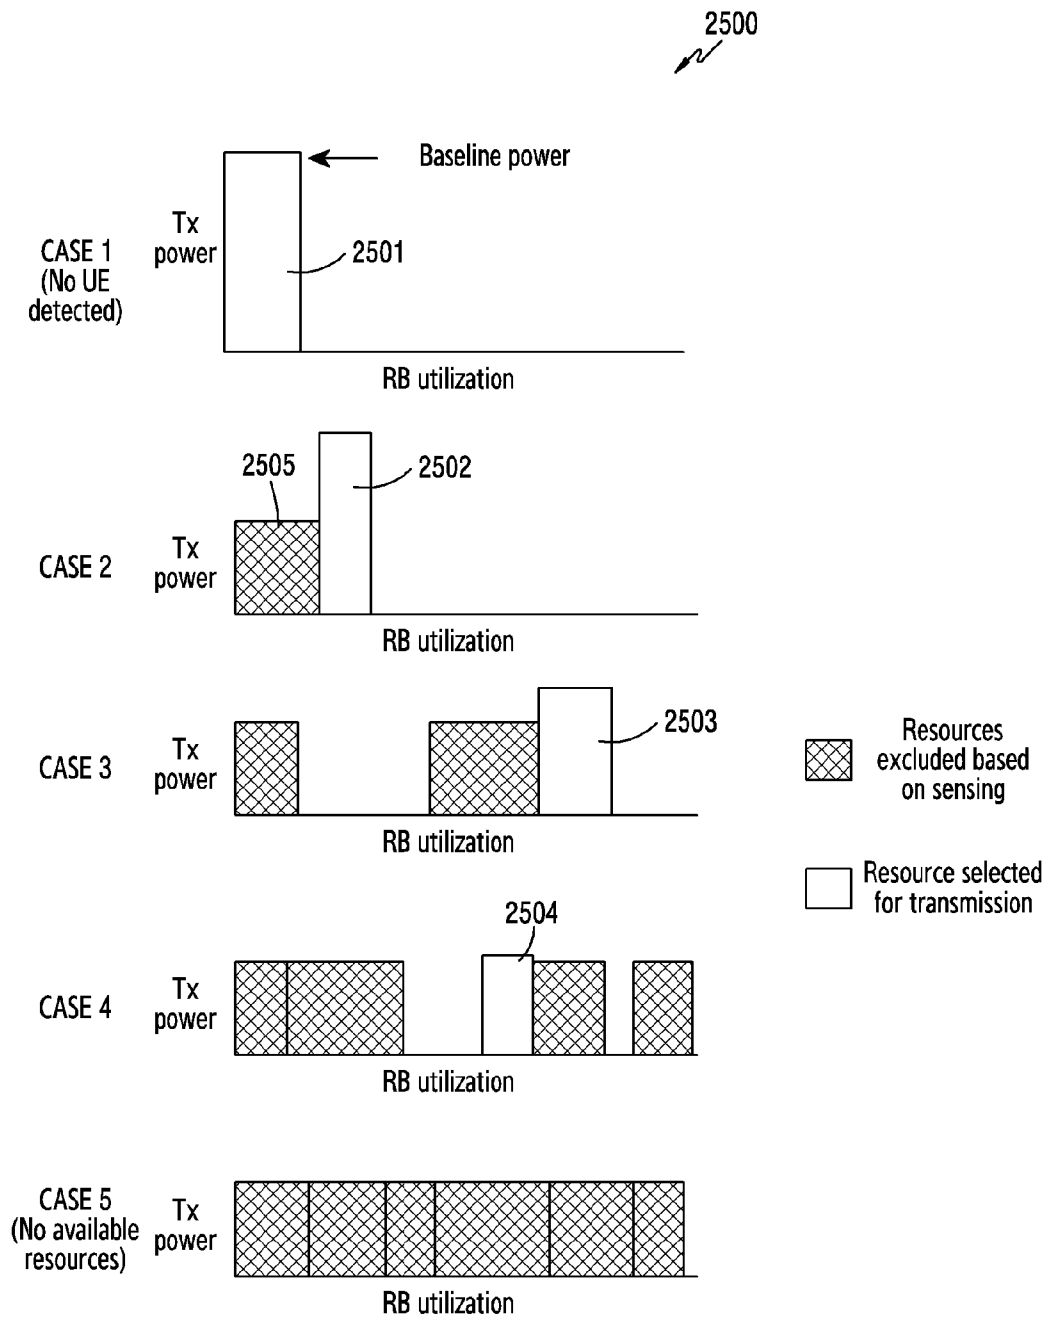 2500
Baseline power
Tx
power
CASE 1
(No UE
detected)
2501
RB utilization
2505
2502
CASE 2
Tx
power
RB utilization
CASE 3
Tx
power
2503
RB utilization
Resources
excluded based
on sensing
Resource selected
for transmission
2504
CASE 4
Tx
power
RB utilization
CASE 5
(No available
resources)
Tx
power
RB utilization